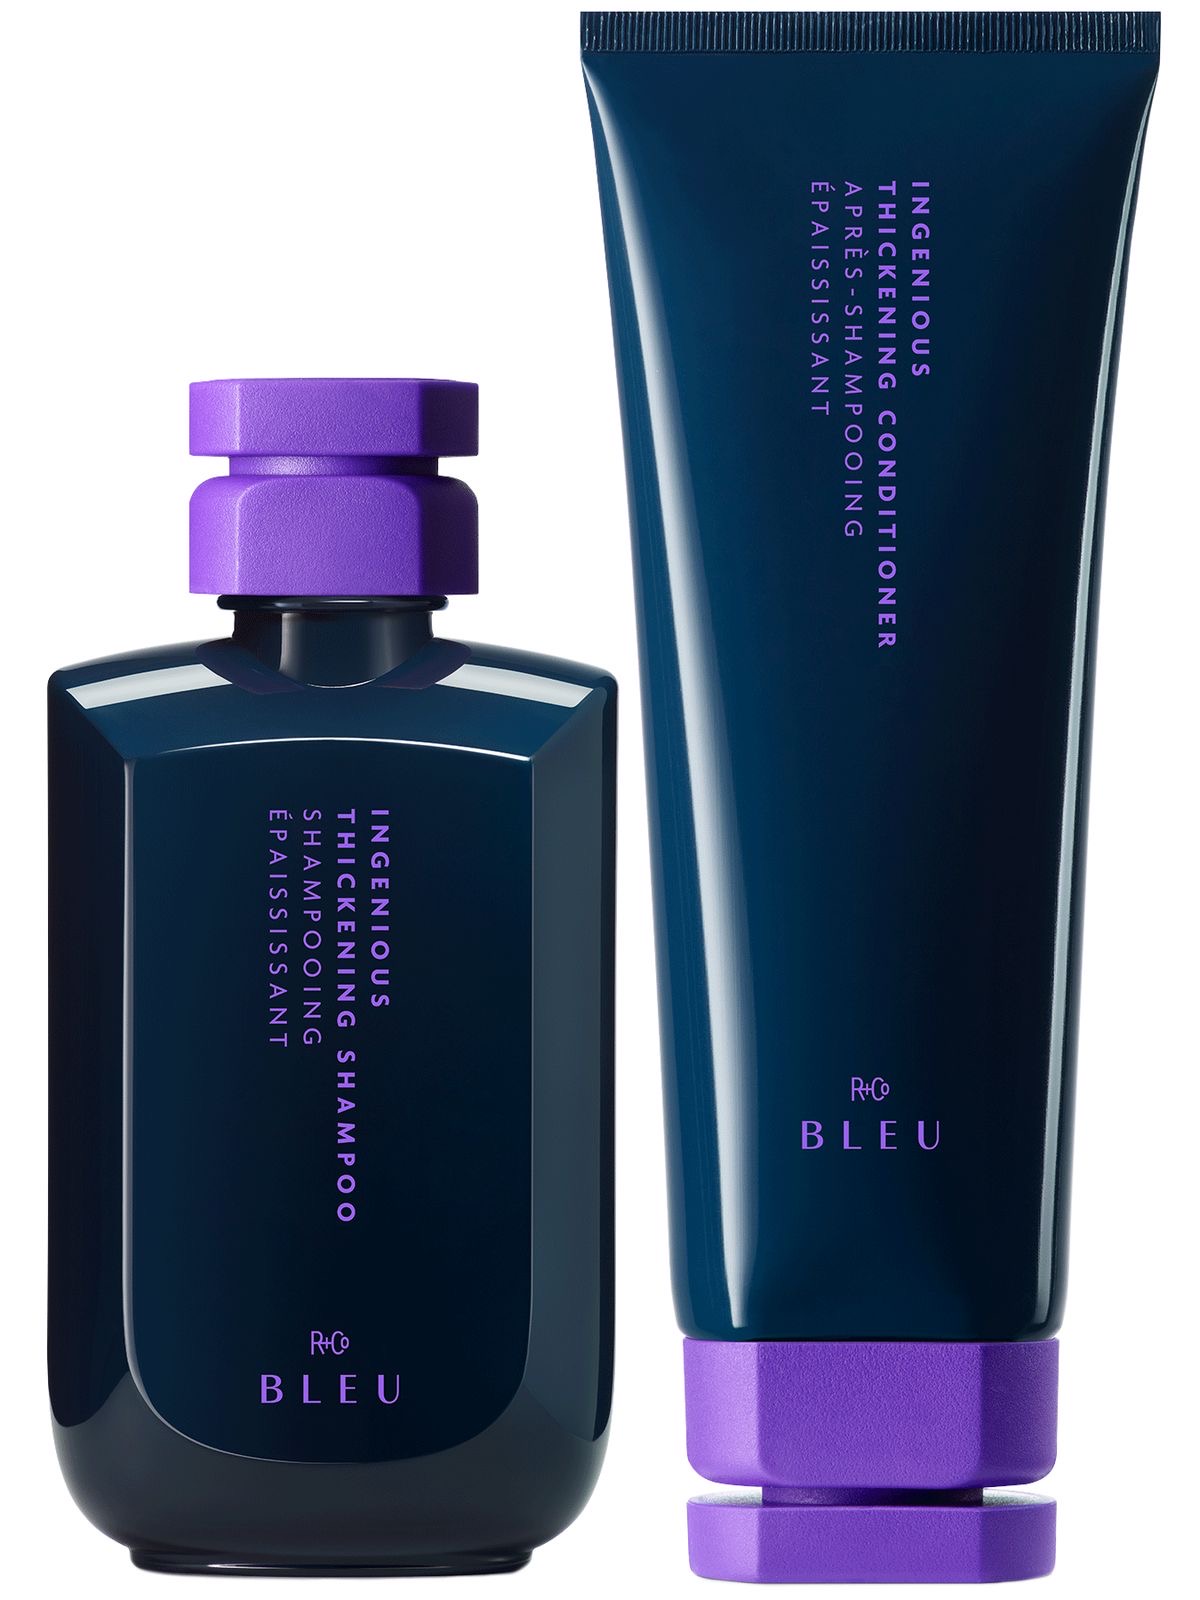 INGENIOUS
THICKENING SHAMPOO
SHAMPOOING
ÉPAISSISSANT
R+Co
BLEU
INGENIOUS
THICKENING CONDITIONER
APRÈS-SHAMPOOING
ÉPAISSISSANT
R+Co
BLEU